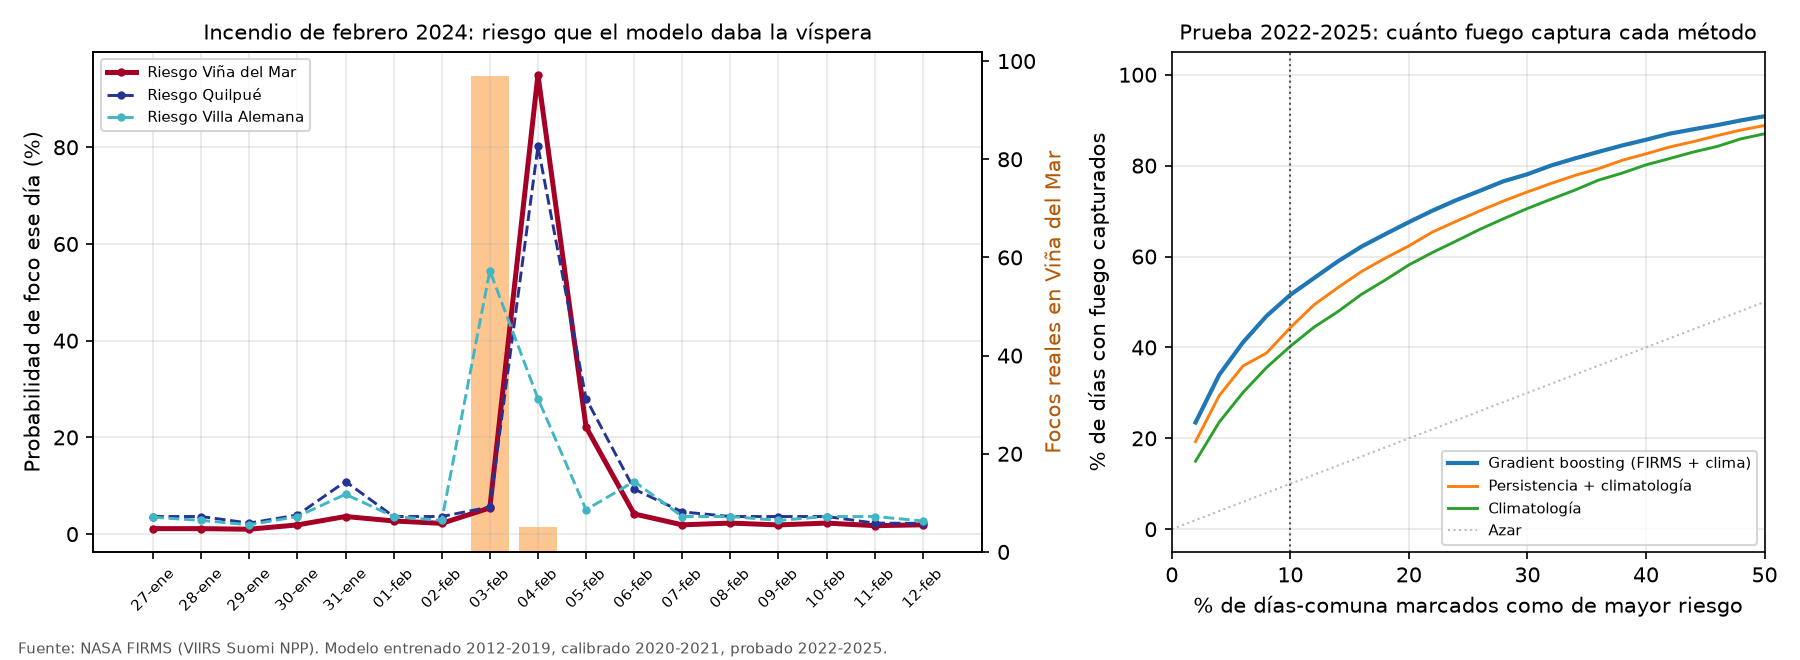 Incendio de febrero 2024: riesgo que el modelo daba la víspera
Probabilidad de foco ese día (%)
80
60
40
20
0
Riesgo Viña del Mar
Riesgo Quilpué
Riesgo Villa Alemana
100
80
60
40
20
0
Focos reales en Viña del Mar
27-ene
28-ene
29-ene
30-ene
31-ene
01-feb
02-feb
03-feb
04-feb
05-feb
06-feb
07-feb
08-feb
09-feb
10-feb
11-feb
12-feb
Prueba 2022-2025: cuánto fuego captura cada método
% de días con fuego capturados
100
80
60
40
20
0
Gradient boosting (FIRMS + clima)
Persistencia + climatología
Climatología
Azar
0 10 20 30 40 50
% de días-comuna marcados como de mayor riesgo
Fuente: NASA FIRMS (VIIRS Suomi NPP). Modelo entrenado 2012-2019, calibrado 2020-2021, probado 2022-2025.